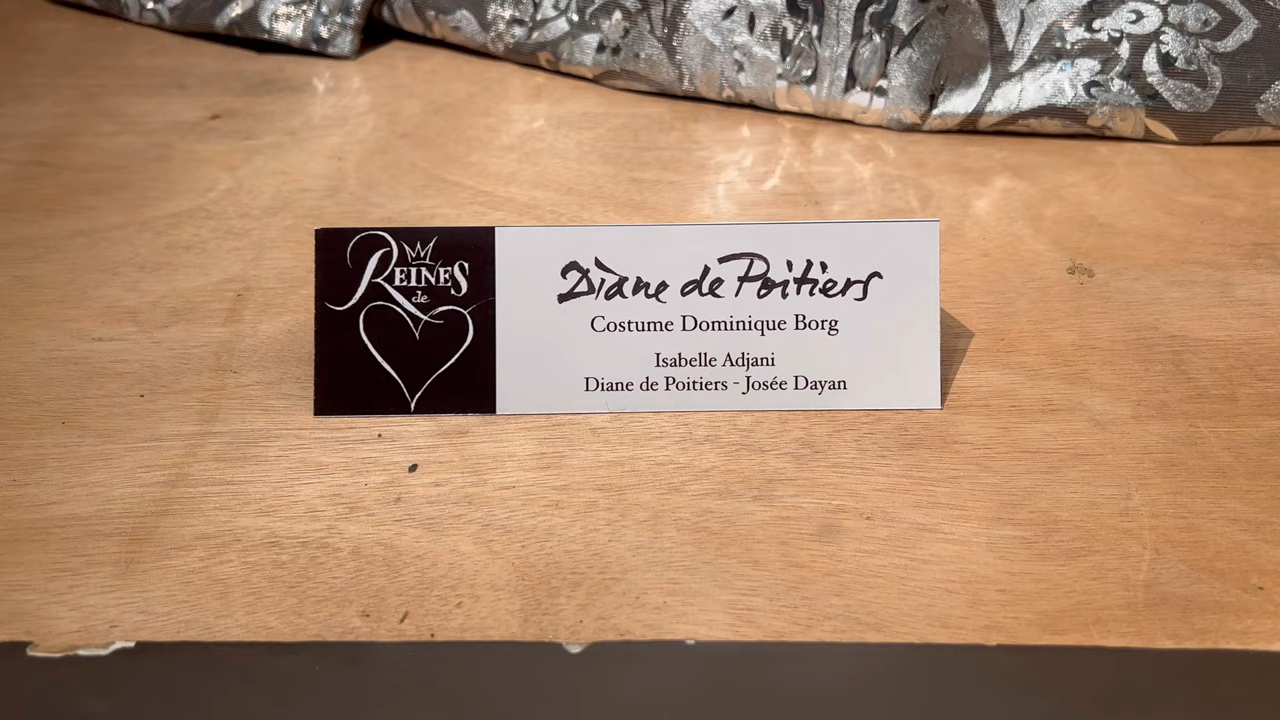 REINES
de
Diane de Poitiers
Costume Dominique Borg
Isabelle Adjani
Diane de Poitiers - Josée Dayan